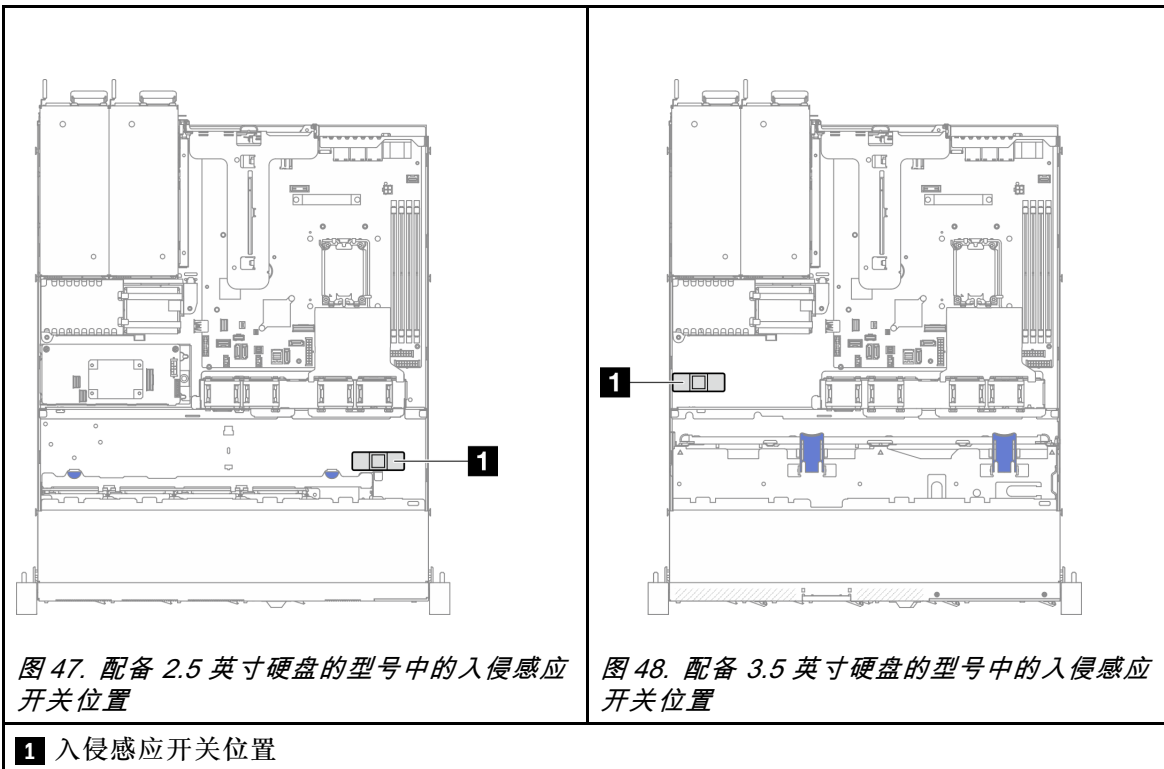 1
1
图 47. 配备 2.5 英寸硬盘的型号中的入侵感应
开关位置
图 48. 配备 3.5 英寸硬盘的型号中的入侵感应
开关位置
1 入侵感应开关位置